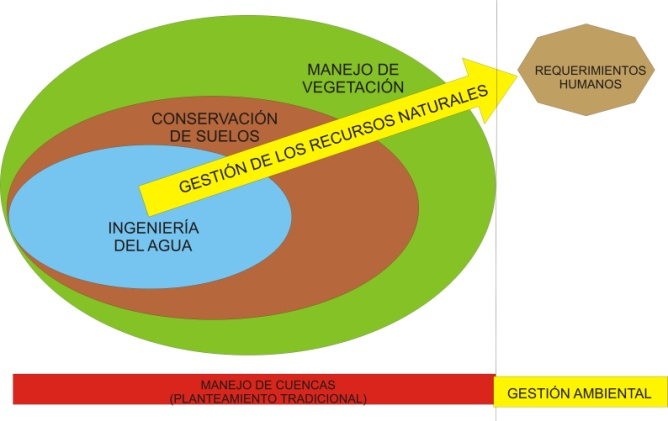 MANEJO DE
VEGETACIÓN
REQUERIMIENTOS
HUMANOS
CONSERVACIÓN
DE SUELOS
GESTIÓN DE LOS RECURSOS NATURALES
INGENIERÍA
DEL AGUA
MANEJO DE CUENCAS
(PLANTEAMIENTO TRADICIONAL)
GESTIÓN AMBIENTAL